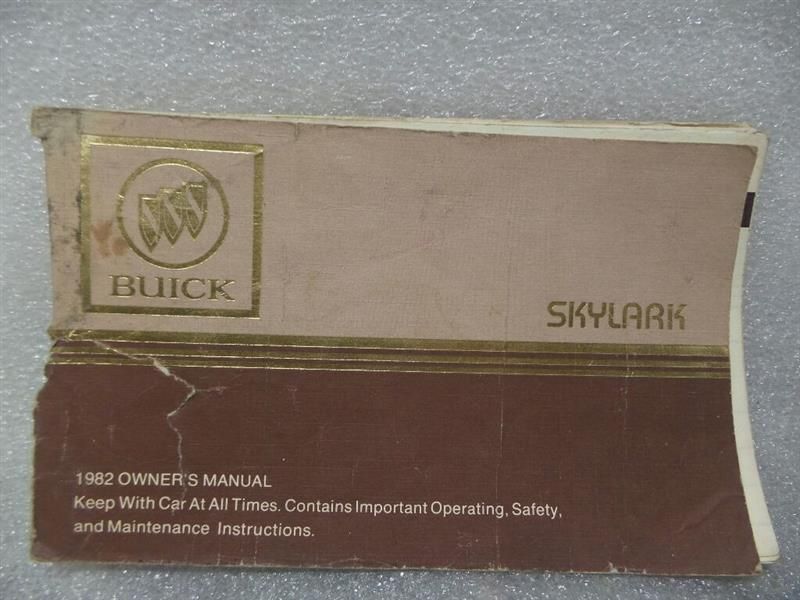 BUICK
SKYLARK
1982 OWNER'S MANUAL
Keep With Car At All Times. Contains Important Operating, Safety,
and Maintenance Instructions.